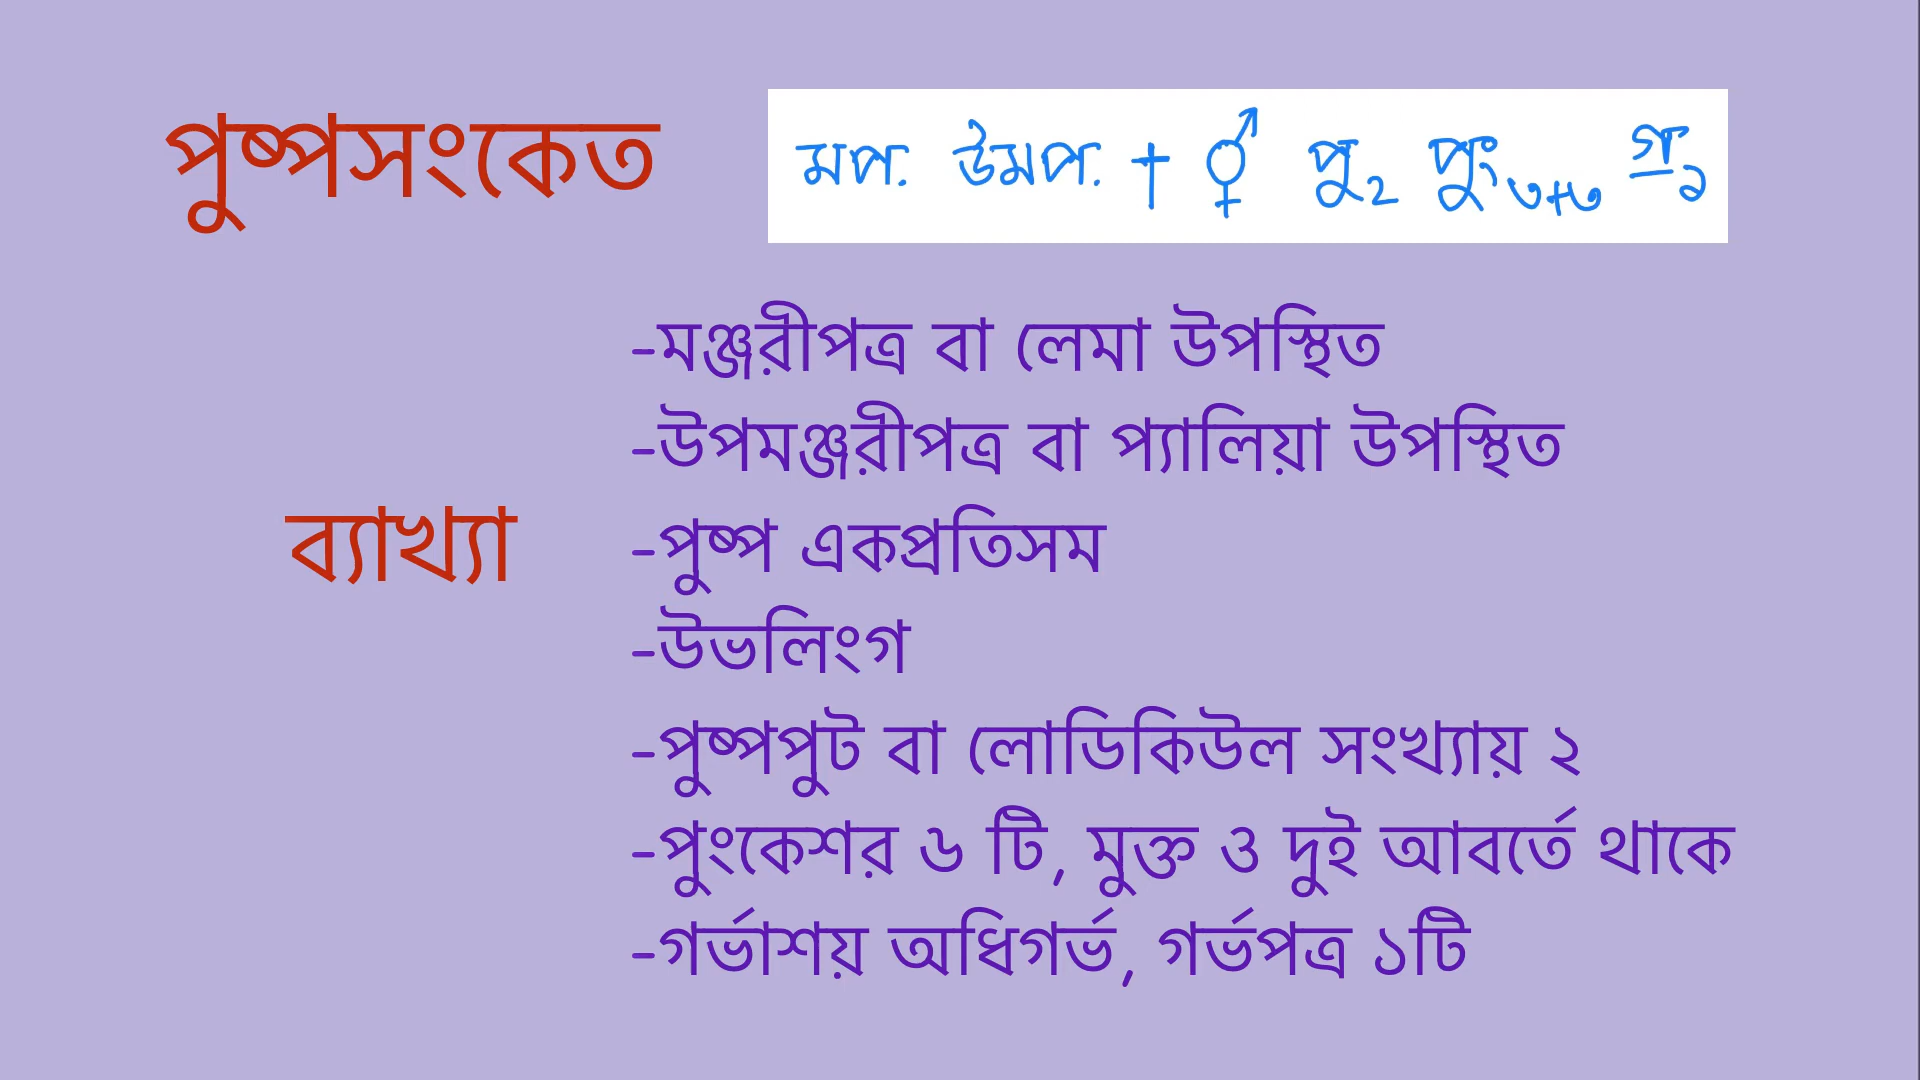 পুষ্পসংকেত
মপ. উমপ. + ⚥ পু২ পুং৩+৩ গ১
-মঞ্জরীপত্র বা লেমা উপস্থিত
-উপমঞ্জরীপত্র বা প্যালিয়া উপস্থিত
ব্যাখ্যা
-পুষ্প একপ্রতিসম
-উভলিংগ
-পুষ্পপুট বা লোডিকিউল সংখ্যায় ২
-পুংকেশর ৬ টি, মুক্ত ও দুই আবর্তে থাকে
-গর্ভাশয় অধিগর্ভ, গর্ভপত্র ১টি